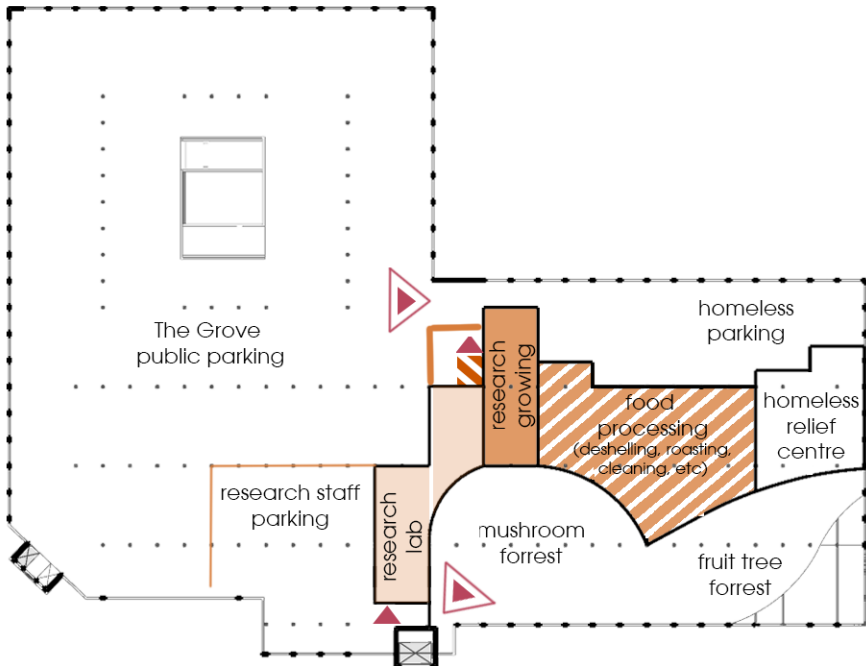 The Grove
public parking
homeless
parking
research
growing
food
processing
(deshelling, roasting,
cleaning, etc)
homeless
relief
centre
research staff
parking
research
lab
mushroom
forrest
fruit tree
forrest